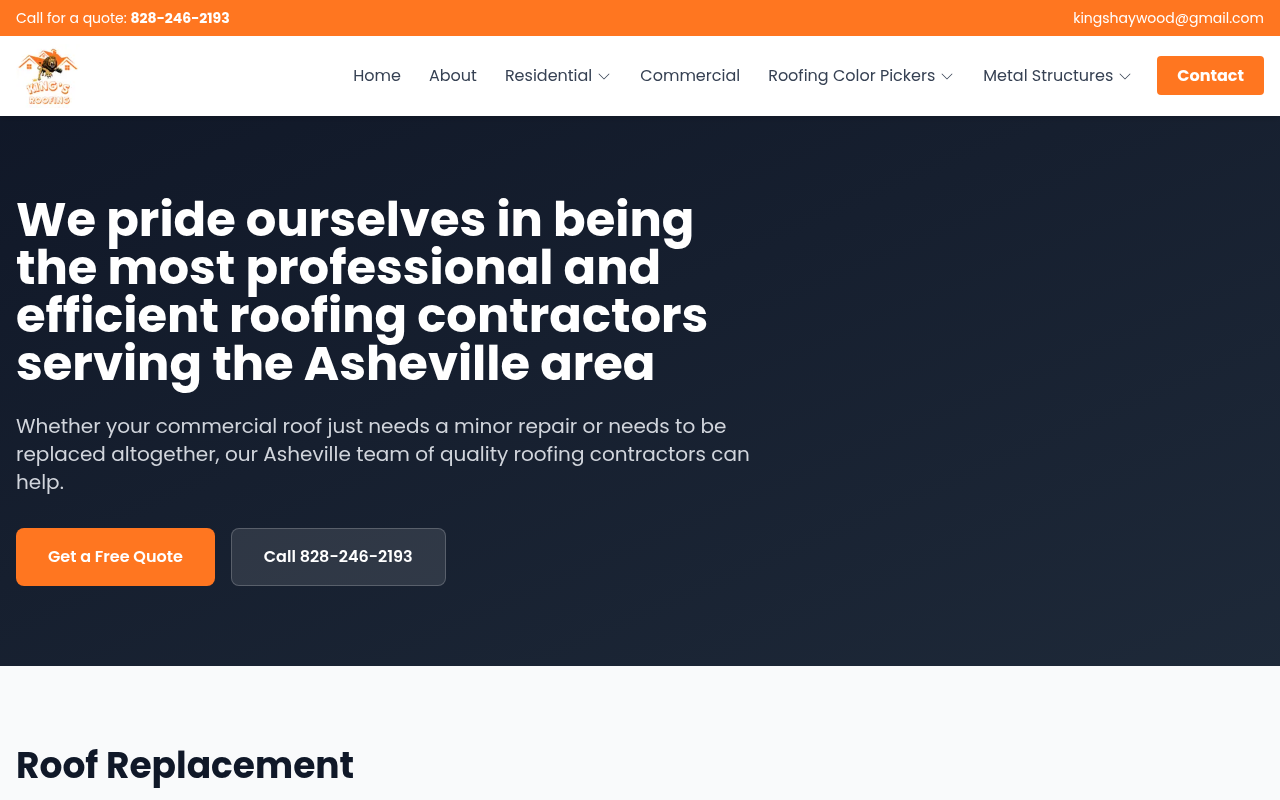 Call for a quote: 828-246-2193
kingshaywood@gmail.com
KING'S
ROOFING
Home
About
Residential
Commercial
Roofing Color Pickers
Metal Structures
Contact
We pride ourselves in being
the most professional and
efficient roofing contractors
serving the Asheville area
Whether your commercial roof just needs a minor repair or needs to be
replaced altogether, our Asheville team of quality roofing contractors can
help.
Get a Free Quote
Call 828-246-2193
Roof Replacement